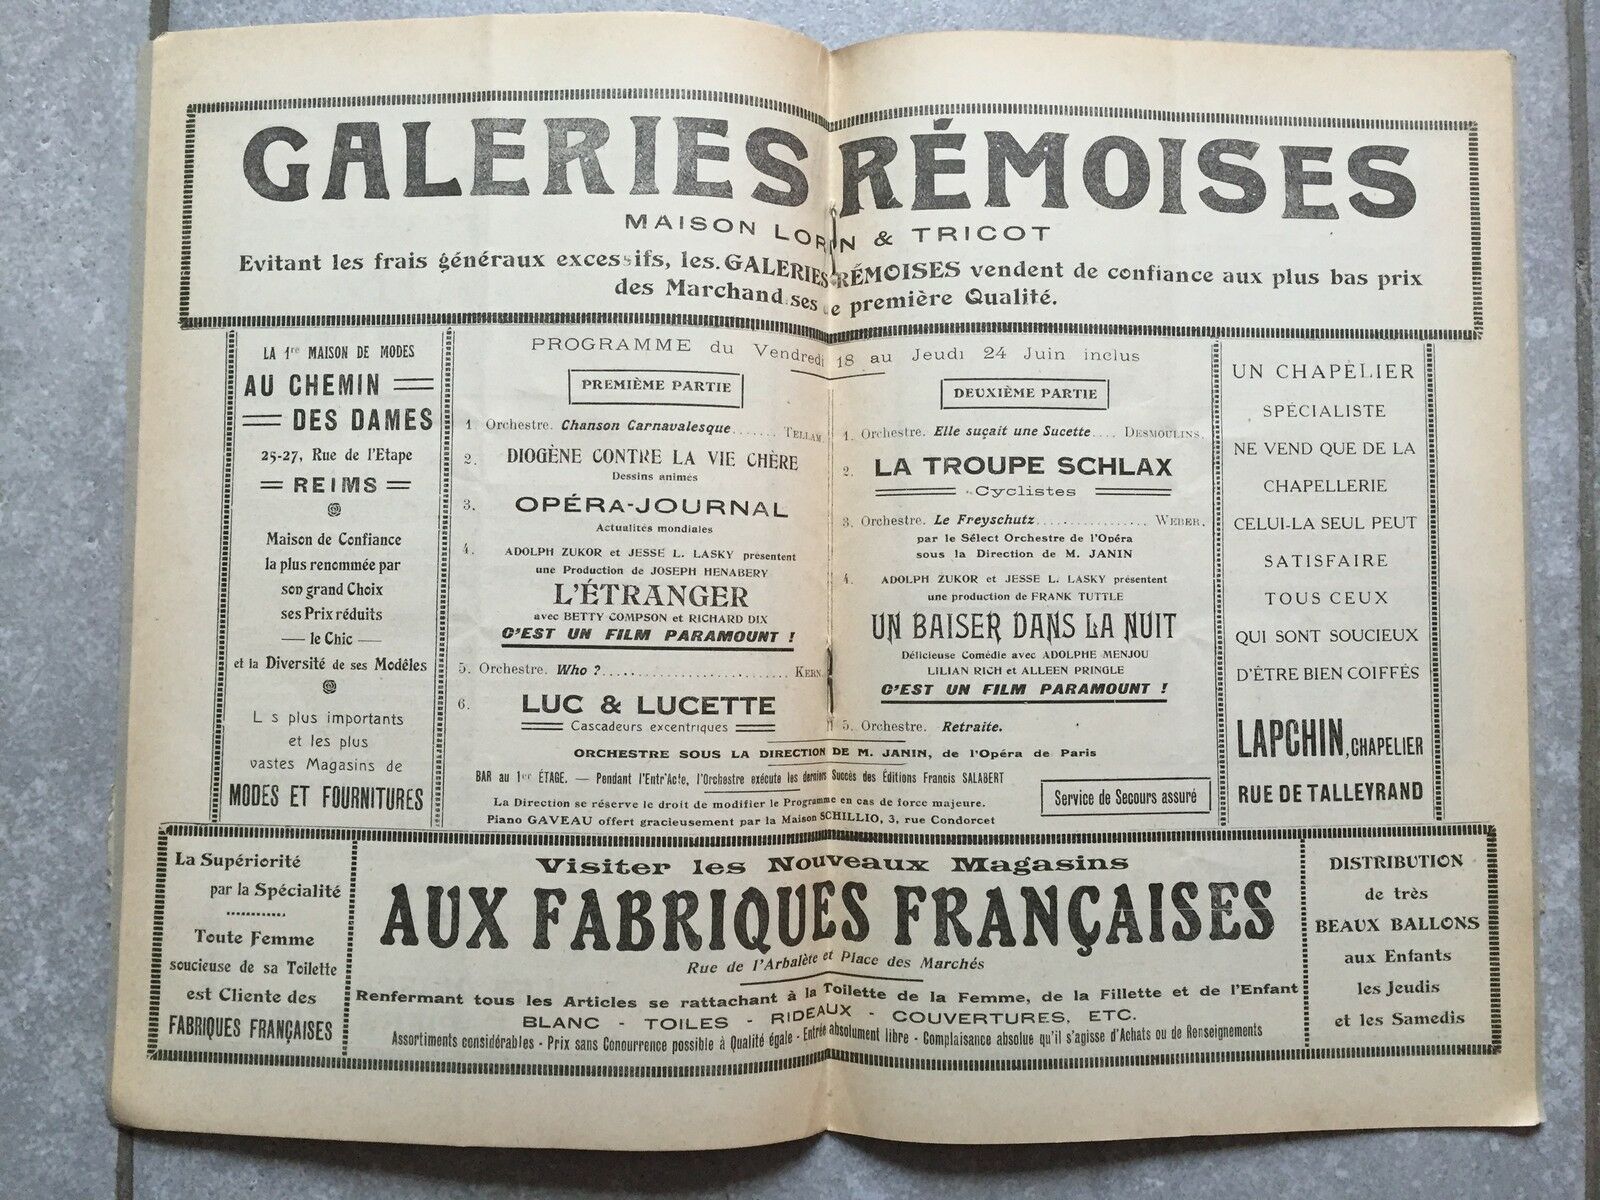 GALERIES RÉMOISES
MAISON LORIN & TRICOT
Evitant les frais généraux excessifs, les GALERIES RÉMOISES vendent de confiance aux plus bas prix
des Marchandises de première Qualité.
LA 1re MAISON DE MODES
AU CHEMIN
DES DAMES
25-27, Rue de l'Etape
REIMS
Maison de Confiance
la plus renommée par
son grand Choix
ses Prix réduits
— le Chic —
et la Diversité de ses Modèles
L s plus importants
et les plus
vastes Magasins de
MODES ET FOURNITURES
PROGRAMME du Vendredi 18 au Jeudi 24 Juin inclus
PREMIÈME PARTIE
1. Orchestre. Chanson Carnavalesque....... TELLAM.
2. DIOGÈNE CONTRE LA VIE CHÈRE
Dessins animés
3. OPÉRA-JOURNAL
Actualités mondiales
4. ADOLPH ZUKOR et JESSE L. LASKY présentent
une Production de JOSEPH HENABERY
L'ÉTRANGER
avec BETTY COMPSON et RICHARD DIX
C'EST UN FILM PARAMOUNT !
5. Orchestre. Who ?........................ KERN.
6. LUC & LUCETTE
Cascadeurs excentriques
DEUXIÈME PARTIE
1. Orchestre. Elle suçait une Sucette.... DESMOULINS.
2. LA TROUPE SCHLAX
Cyclistes
3. Orchestre. Le Freyschutz................ WEBER.
par le Sélect Orchestre de l'Opéra
sous la Direction de M. JANIN
4. ADOLPH ZUKOR et JESSE L. LASKY présentent
une production de FRANK TUTTLE
UN BAISER DANS LA NUIT
Délicieuse Comédie avec ADOLPHE MENJOU
LILIAN RICH et ALLEEN PRINGLE
C'EST UN FILM PARAMOUNT !
5. Orchestre. Retraite.
ORCHESTRE SOUS LA DIRECTION DE M. JANIN, de l'Opéra de Paris
BAR au 1er ÉTAGE. — Pendant l'Entr'Acte, l'Orchestre exécute les derniers Succès des Éditions Francis SALABERT
La Direction se réserve le droit de modifier le Programme en cas de force majeure.
Piano GAVEAU offert gracieusement par la Maison SCHILLIO, 3, rue Condorcet
Service de Secours assuré
UN CHAPELIER
SPÉCIALISTE
NE VEND QUE DE LA
CHAPELLERIE
CELUI-LA SEUL PEUT
SATISFAIRE
TOUS CEUX
QUI SONT SOUCIEUX
D'ÊTRE BIEN COIFFÉS
LAPCHIN, CHAPELIER
RUE DE TALLEYRAND
La Supériorité
par la Spécialité
Toute Femme
soucieuse de sa Toilette
est Cliente des
FABRIQUES FRANÇAISES
Visiter les Nouveaux Magasins
AUX FABRIQUES FRANÇAISES
Rue de l'Arbalète et Place des Marchés
Renfermant tous les Articles se rattachant à la Toilette de la Femme, de la Fillette et de l'Enfant
BLANC - TOILES - RIDEAUX - COUVERTURES, ETC.
Assortiments considérables - Prix sans Concurrence possible à Qualité égale - Entrée absolument libre - Complaisance absolue qu'il s'agisse d'Achats ou de Renseignements
DISTRIBUTION
de très
BEAUX BALLONS
aux Enfants
les Jeudis
et les Samedis